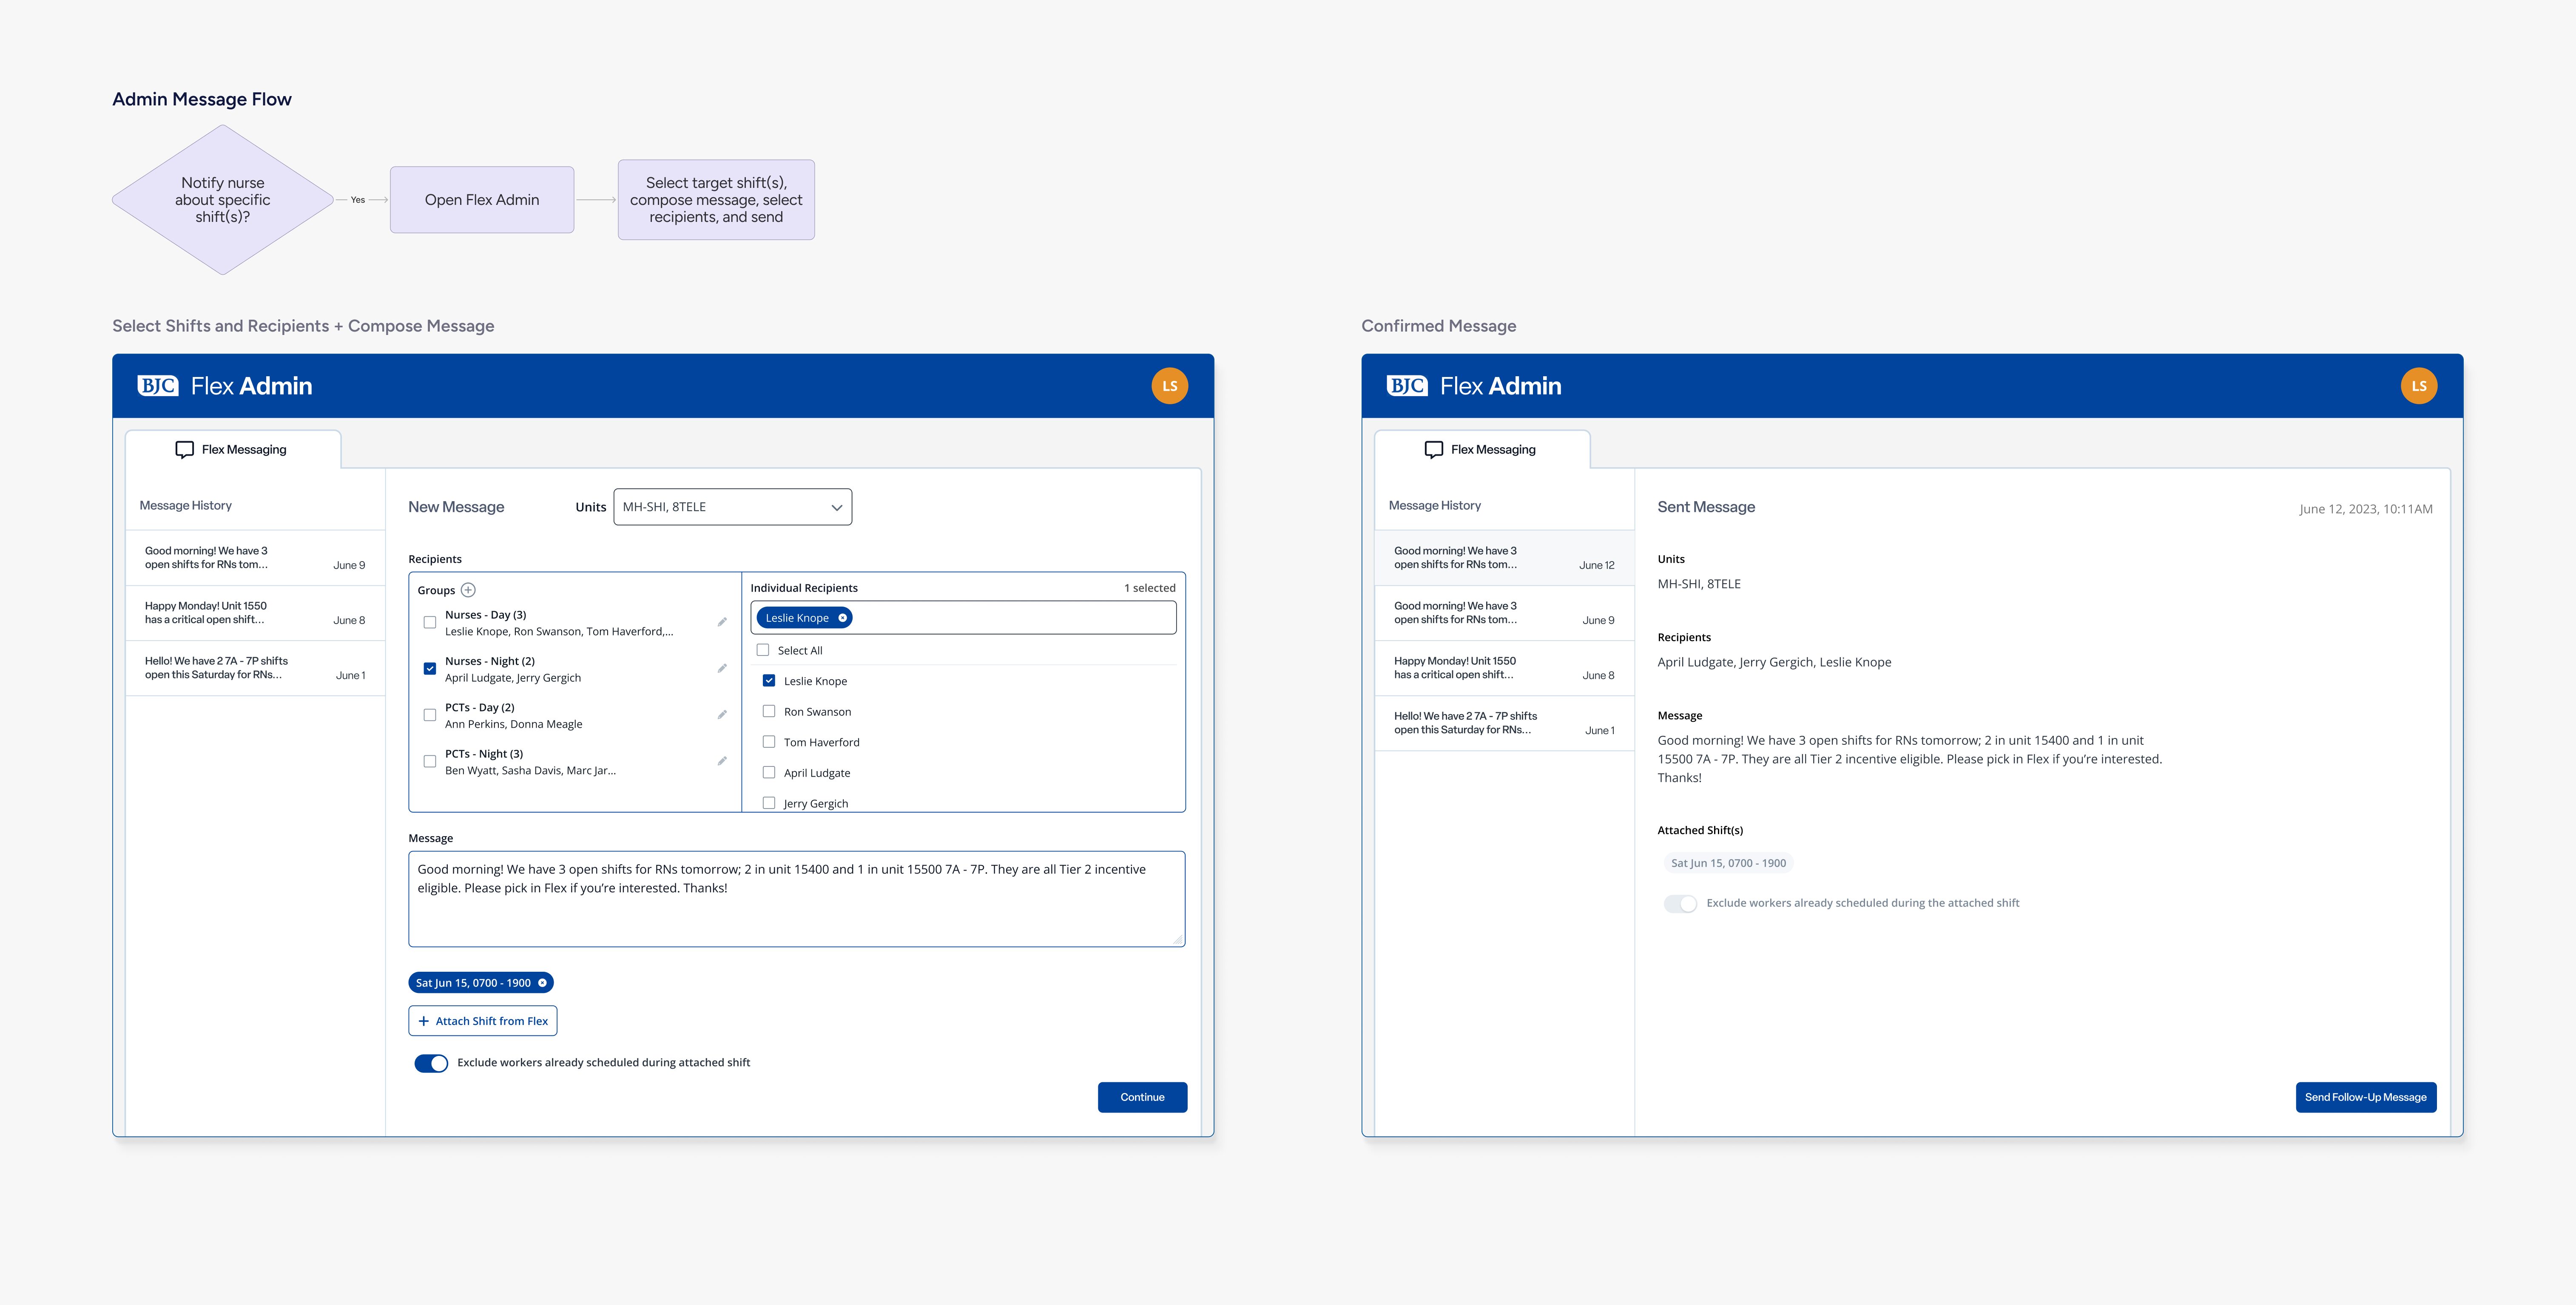 Admin Message Flow
Notify nurse
about specific
shift(s)?
Yes
Open Flex Admin
Select target shift(s),
compose message, select
recipients, and send
Select Shifts and Recipients + Compose Message
BJC Flex Admin
LS
Flex Messaging
Message History
Good morning! We have 3
open shifts for RNs tom...
June 9
Happy Monday! Unit 1550
has a critical open shift...
June 8
Hello! We have 2 7A - 7P shifts
open this Saturday for RNs...
June 1
New Message
Units
MH-SHI, 8TELE
Recipients
Groups
Nurses - Day (3)
Leslie Knope, Ron Swanson, Tom Haverford,...
Nurses - Night (2)
April Ludgate, Jerry Gergich
PCTs - Day (2)
Ann Perkins, Donna Meagle
PCTs - Night (3)
Ben Wyatt, Sasha Davis, Marc Jar...
Individual Recipients
1 selected
Leslie Knope
Select All
Leslie Knope
Ron Swanson
Tom Haverford
April Ludgate
Jerry Gergich
Message
Good morning! We have 3 open shifts for RNs tomorrow; 2 in unit 15400 and 1 in unit 15500 7A - 7P. They are all Tier 2 incentive
eligible. Please pick in Flex if you’re interested. Thanks!
Sat Jun 15, 0700 - 1900
Attach Shift from Flex
Exclude workers already scheduled during attached shift
Continue
Confirmed Message
BJC Flex Admin
LS
Flex Messaging
Message History
Good morning! We have 3
open shifts for RNs tom...
June 12
Good morning! We have 3
open shifts for RNs tom...
June 9
Happy Monday! Unit 1550
has a critical open shift...
June 8
Hello! We have 2 7A - 7P shifts
open this Saturday for RNs...
June 1
Sent Message
June 12, 2023, 10:11AM
Units
MH-SHI, 8TELE
Recipients
April Ludgate, Jerry Gergich, Leslie Knope
Message
Good morning! We have 3 open shifts for RNs tomorrow; 2 in unit 15400 and 1 in unit
15500 7A - 7P. They are all Tier 2 incentive eligible. Please pick in Flex if you’re interested.
Thanks!
Attached Shift(s)
Sat Jun 15, 0700 - 1900
Exclude workers already scheduled during the attached shift
Send Follow-Up Message